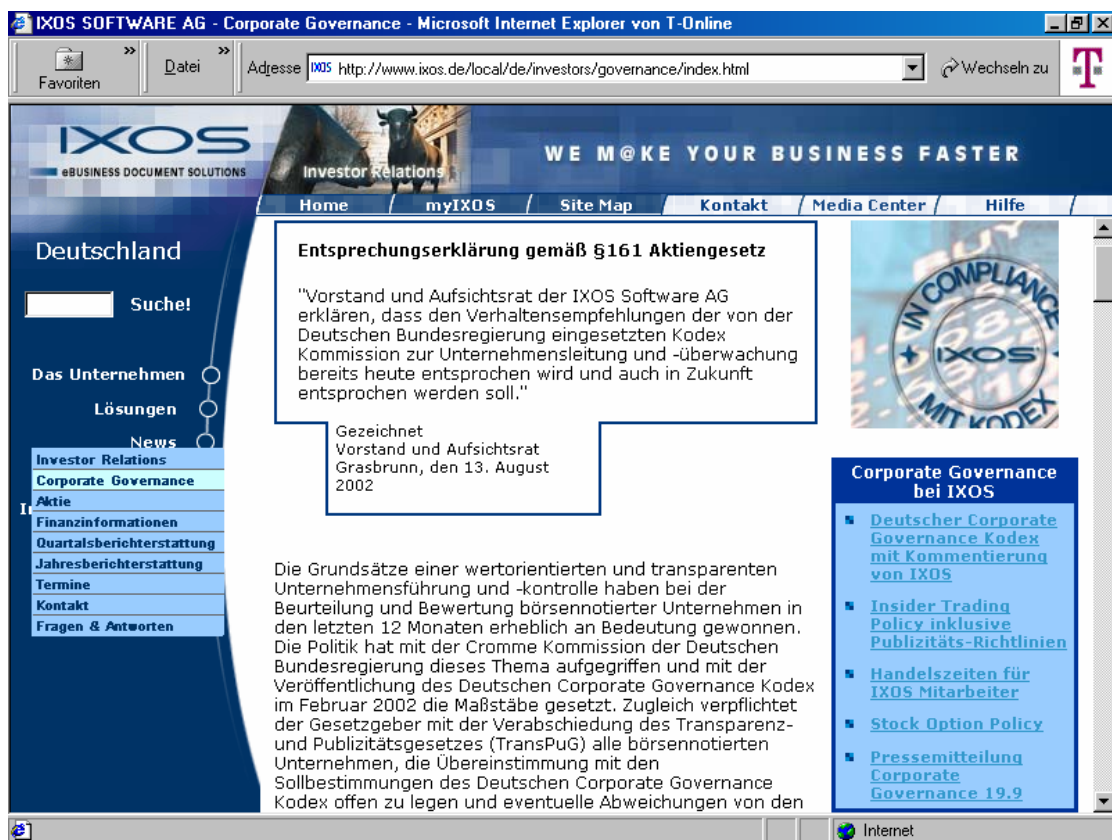 IXOS SOFTWARE AG - Corporate Governance - Microsoft Internet Explorer von T-Online
Favoriten
Datei
Adresse
IXOS
http://www.ixos.de/local/de/investors/governance/index.html
Wechseln zu
T
IXOS
eBUSINESS DOCUMENT SOLUTIONS
Investor Relations
WE M@KE YOUR BUSINESS FASTER
Home / myIXOS / Site Map / Kontakt / Media Center / Hilfe /
Deutschland
Suche!
Das Unternehmen
Lösungen
News
Investor Relations
Corporate Governance
Aktie
Finanzinformationen
Quartalsberichterstattung
Jahresberichterstattung
Termine
Kontakt
Fragen & Antworten
Entsprechungserklärung gemäß §161 Aktiengesetz
"Vorstand und Aufsichtsrat der IXOS Software AG
erklären, dass den Verhaltensempfehlungen der von der
Deutschen Bundesregierung eingesetzten Kodex
Kommission zur Unternehmensleitung und -überwachung
bereits heute entsprochen wird und auch in Zukunft
entsprochen werden soll."
Gezeichnet
Vorstand und Aufsichtsrat
Grasbrunn, den 13. August
2002
Die Grundsätze einer wertorientierten und transparenten
Unternehmensführung und -kontrolle haben bei der
Beurteilung und Bewertung börsennotierter Unternehmen in
den letzten 12 Monaten erheblich an Bedeutung gewonnen.
Die Politik hat mit der Cromme Kommission der Deutschen
Bundesregierung dieses Thema aufgegriffen und mit der
Veröffentlichung des Deutschen Corporate Governance Kodex
im Februar 2002 die Maßstäbe gesetzt. Zugleich verpflichtet
der Gesetzgeber mit der Verabschiedung des Transparenz-
und Publizitätsgesetzes (TransPuG) alle börsennotierten
Unternehmen, die Übereinstimmung mit den
Sollbestimmungen des Deutschen Corporate Governance
Kodex offen zu legen und eventuelle Abweichungen von den
BUY
IN COMPLIANCE
IXOS
MIT KODEX
Corporate Governance
bei IXOS
Deutscher Corporate
Governance Kodex
mit Kommentierung
von IXOS
Insider Trading
Policy inklusive
Publizitäts-Richtlinien
Handelszeiten für
IXOS Mitarbeiter
Stock Option Policy
Pressemitteilung
Corporate
Governance 19.9
Internet